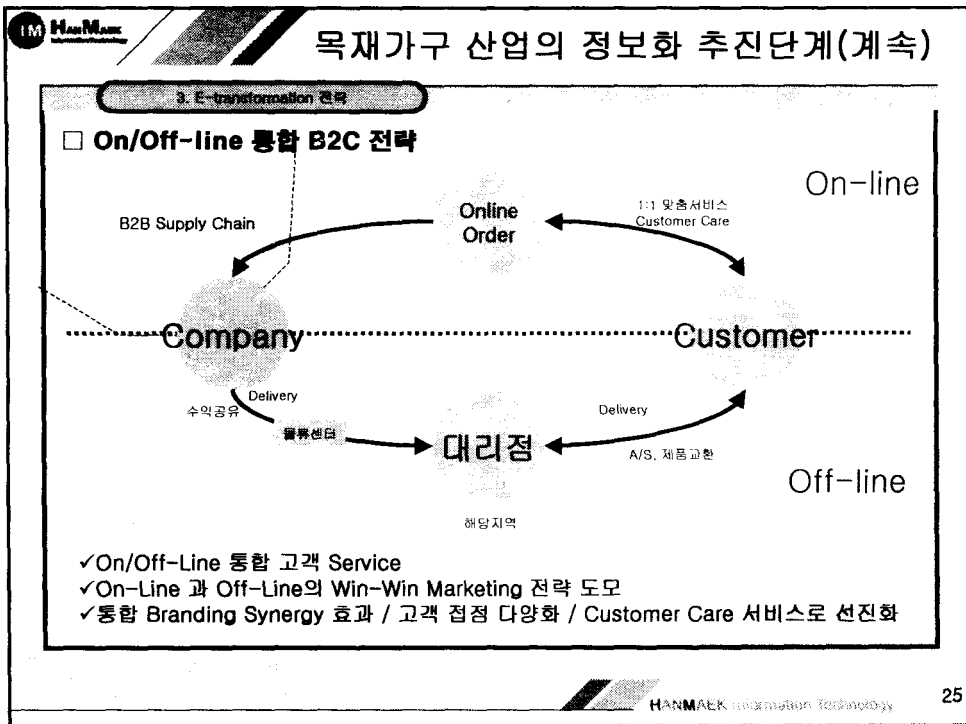 HANMAEK
Information Technology
목재가구 산업의 정보화 추진단계(계속)
3. E-transformation 전략
□ On/Off-line 통합 B2C 전략
On-line
B2B Supply Chain
Online
Order
1:1 맞춤서비스
Customer Care
Company
Customer
Delivery
수익공유
물류센터
대리점
Delivery
A/S, 제품교환
Off-line
해당지역
✓On/Off-Line 통합 고객 Service
✓On-Line 과 Off-Line의 Win-Win Marketing 전략 도모
✓통합 Branding Synergy 효과 / 고객 접점 다양화 / Customer Care 서비스로 선진화
HANMAEK Information Technology
25